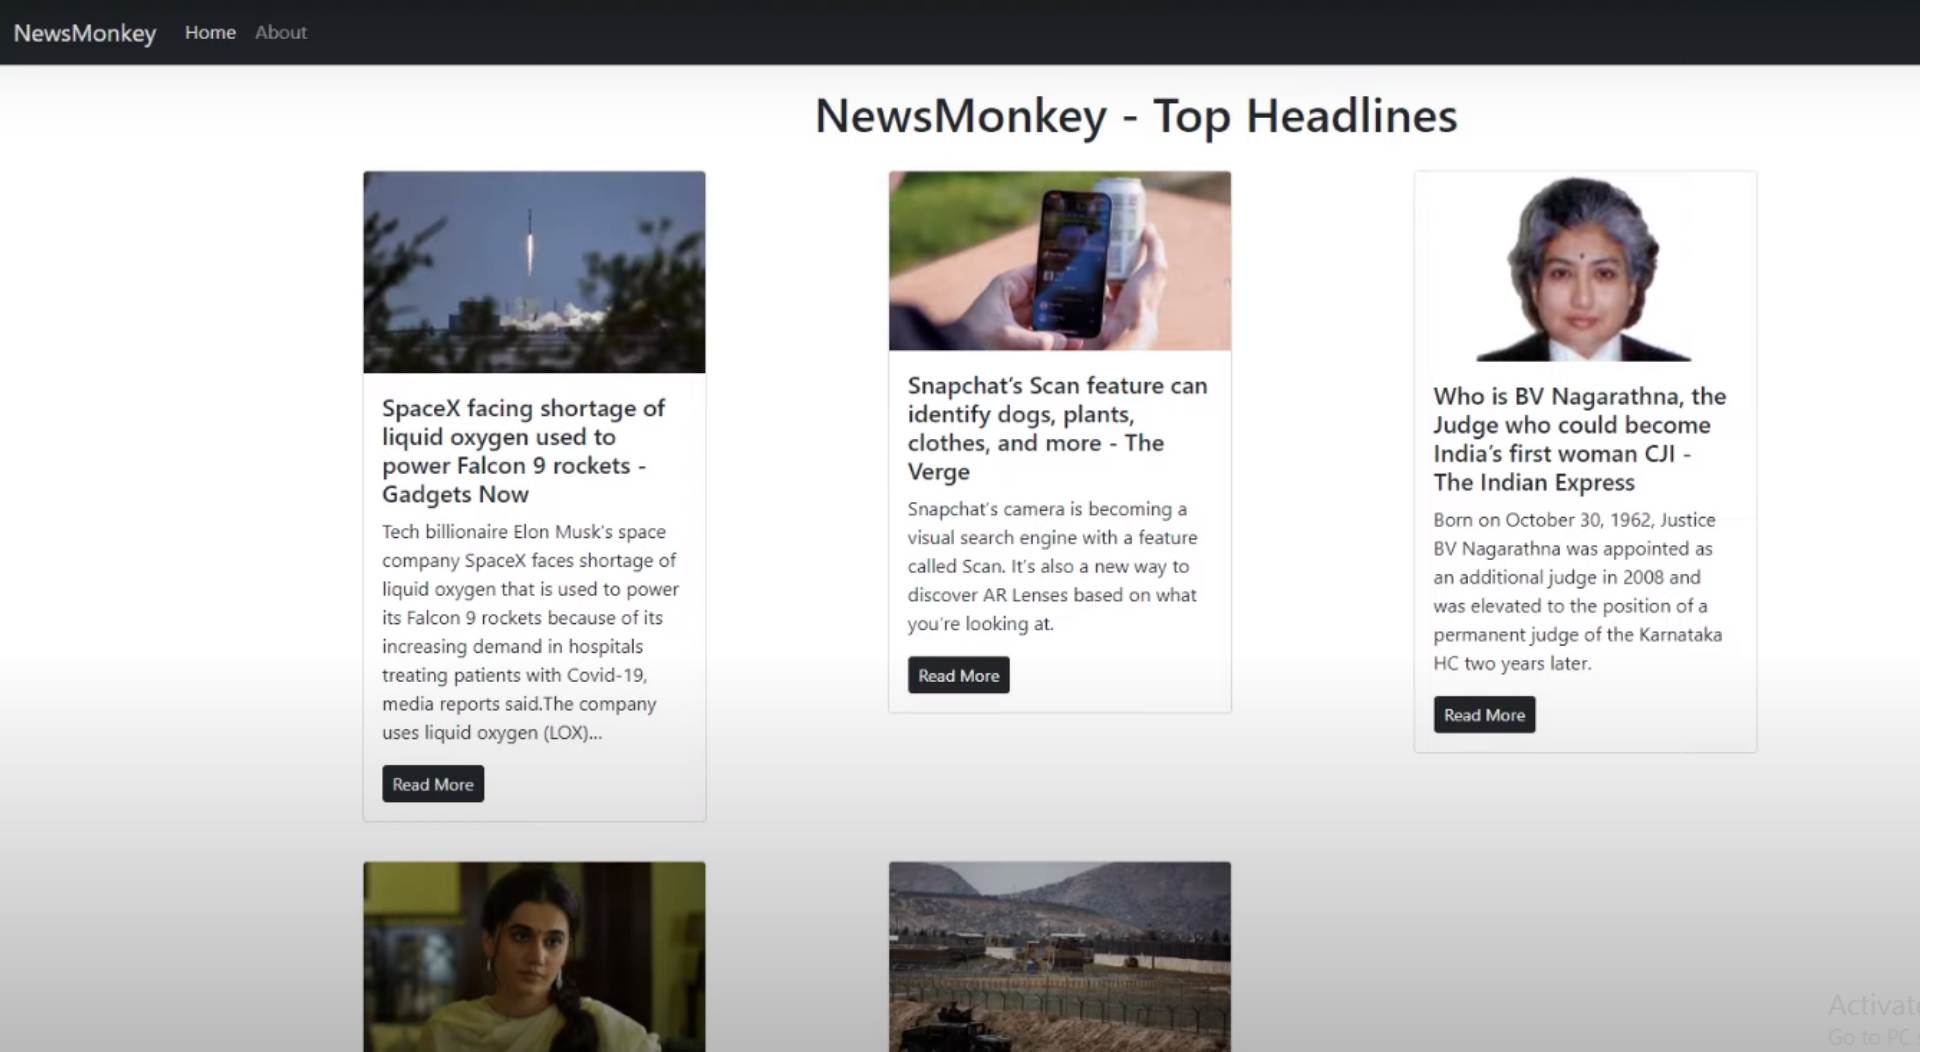 NewsMonkey Home About
NewsMonkey - Top Headlines
SpaceX facing shortage of
liquid oxygen used to
power Falcon 9 rockets -
Gadgets Now
Tech billionaire Elon Musk's space
company SpaceX faces shortage of
liquid oxygen that is used to power
its Falcon 9 rockets because of its
increasing demand in hospitals
treating patients with Covid-19,
media reports said.The company
uses liquid oxygen (LOX)...
Read More
Snapchat's Scan feature can
identify dogs, plants,
clothes, and more - The
Verge
Snapchat's camera is becoming a
visual search engine with a feature
called Scan. It's also a new way to
discover AR Lenses based on what
you're looking at.
Read More
Who is BV Nagarathna, the
Judge who could become
India's first woman CJI -
The Indian Express
Born on October 30, 1962, Justice
BV Nagarathna was appointed as
an additional judge in 2008 and
was elevated to the position of a
permanent judge of the Karnataka
HC two years later.
Read More
Activat
Go to PC